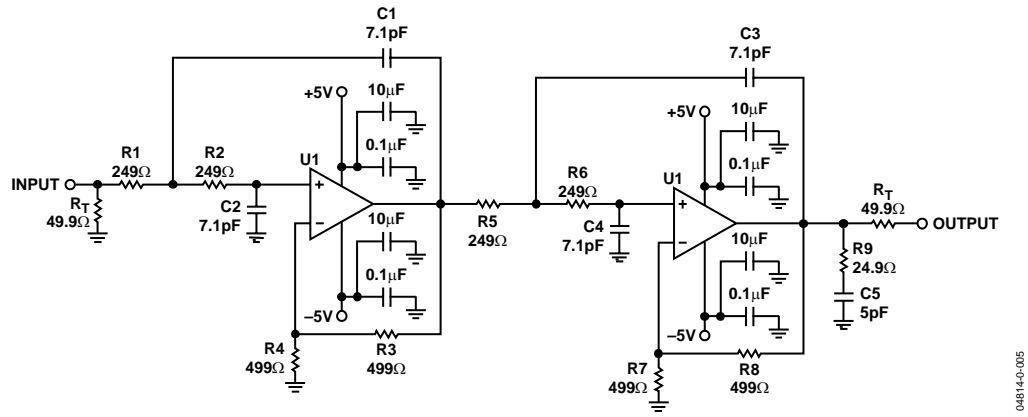 C1
7.1pF
C3
7.1pF
+5V
10µF
+5V
10µF
0.1µF
0.1µF
R1
249Ω
R2
249Ω
U1
R6
249Ω
U1
INPUT
RT
49.9Ω
C2
7.1pF
+
−
R5
249Ω
C4
7.1pF
+
−
RT
49.9Ω
OUTPUT
10µF
0.1µF
−5V
10µF
0.1µF
−5V
R9
24.9Ω
C5
5pF
R4
499Ω
R3
499Ω
R7
499Ω
R8
499Ω
04814-0-005